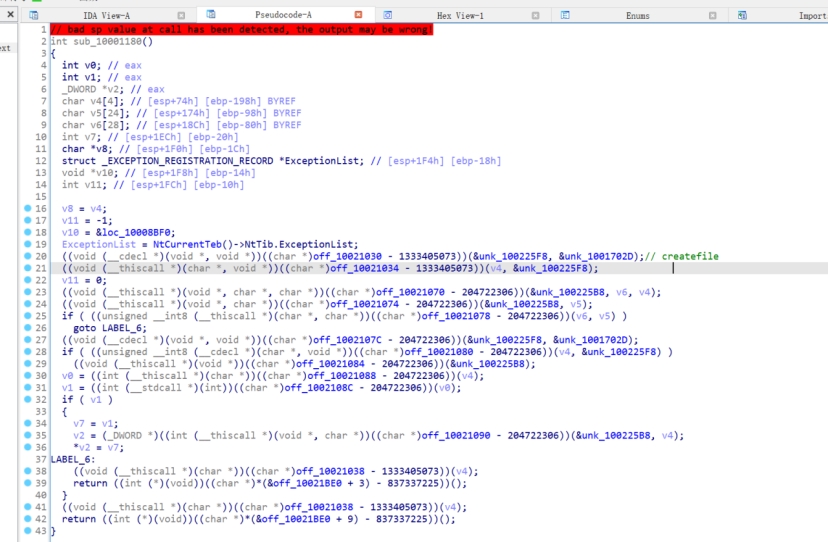 IDA View-A Pseudocode-A Hex View-1 Enums Import
ext
1 // bad sp value at call has been detected, the output may be wrong!
2 int sub_10001180()
3 {
4 int v0; // eax
5 int v1; // eax
6 _DWORD *v2; // eax
7 char v4[4]; // [esp+74h] [ebp-198h] BYREF
8 char v5[24]; // [esp+174h] [ebp-98h] BYREF
9 char v6[28]; // [esp+18Ch] [ebp-80h] BYREF
10 int v7; // [esp+1ECh] [ebp-20h]
11 char *v8; // [esp+1F0h] [ebp-1Ch]
12 struct _EXCEPTION_REGISTRATION_RECORD *ExceptionList; // [esp+1F4h] [ebp-18h]
13 void *v10; // [esp+1F8h] [ebp-14h]
14 int v11; // [esp+1FCh] [ebp-10h]
15
16 v8 = v4;
17 v11 = -1;
18 v10 = &loc_10008BF0;
19 ExceptionList = NtCurrentTeb()->NtTib.ExceptionList;
20 ((void (__cdecl *)(void *, void *))((char *)off_10021030 - 1333405073))(&unk_100225F8, &unk_1001702D);// createfile
21 ((void (__thiscall *)(char *, void *))((char *)off_10021034 - 1333405073))(v4, &unk_100225F8);
22 v11 = 0;
23 ((void (__thiscall *)(void *, char *, char *))((char *)off_10021070 - 204722306))(&unk_100225B8, v6, v4);
24 ((void (__thiscall *)(void *, char *))((char *)off_10021074 - 204722306))(&unk_100225B8, v5);
25 if ( ((unsigned __int8 (__thiscall *)(char *, char *))((char *)off_10021078 - 204722306))(v6, v5) )
26 goto LABEL_6;
27 ((void (__cdecl *)(void *, void *))((char *)off_1002107C - 204722306))(&unk_100225F8, &unk_1001702D);
28 if ( ((unsigned __int8 (__cdecl *)(char *, void *))((char *)off_10021080 - 204722306))(v4, &unk_100225F8) )
29 ((void (__thiscall *)(void *))((char *)off_10021084 - 204722306))(&unk_100225B8);
30 v0 = ((int (__thiscall *)(char *))((char *)off_10021088 - 204722306))(v4);
31 v1 = ((int (__stdcall *)(int))((char *)off_1002108C - 204722306))(v0);
32 if ( v1 )
33 {
34 v7 = v1;
35 v2 = (_DWORD *)((int (__thiscall *)(void *, char *))((char *)off_10021090 - 204722306))(&unk_100225B8, v4);
36 *v2 = v7;
37 LABEL_6:
38 ((void (__thiscall *)(char *))((char *)off_10021038 - 1333405073))(v4);
39 return ((int (*)(void))((char *)*(&off_10021BE0 + 3) - 837337225))();
40 }
41 ((void (__thiscall *)(char *))((char *)off_10021038 - 1333405073))(v4);
42 return ((int (*)(void))((char *)*(&off_10021BE0 + 9) - 837337225))();
43 }